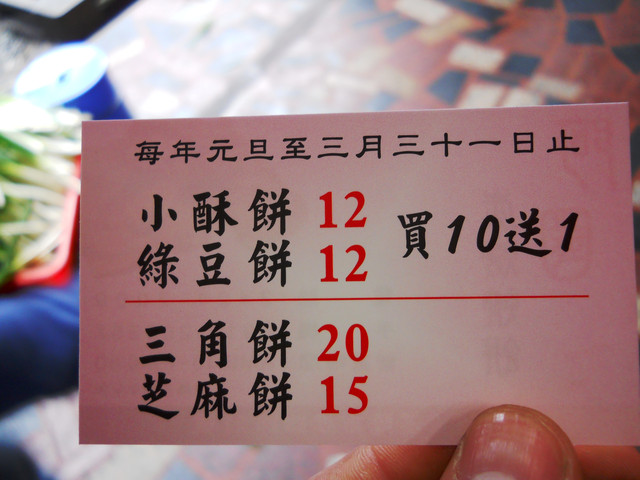 每年元旦至三月三十一日止
小酥餅 12
綠豆餅 12
買10送1
三角餅 20
芝麻餅 15